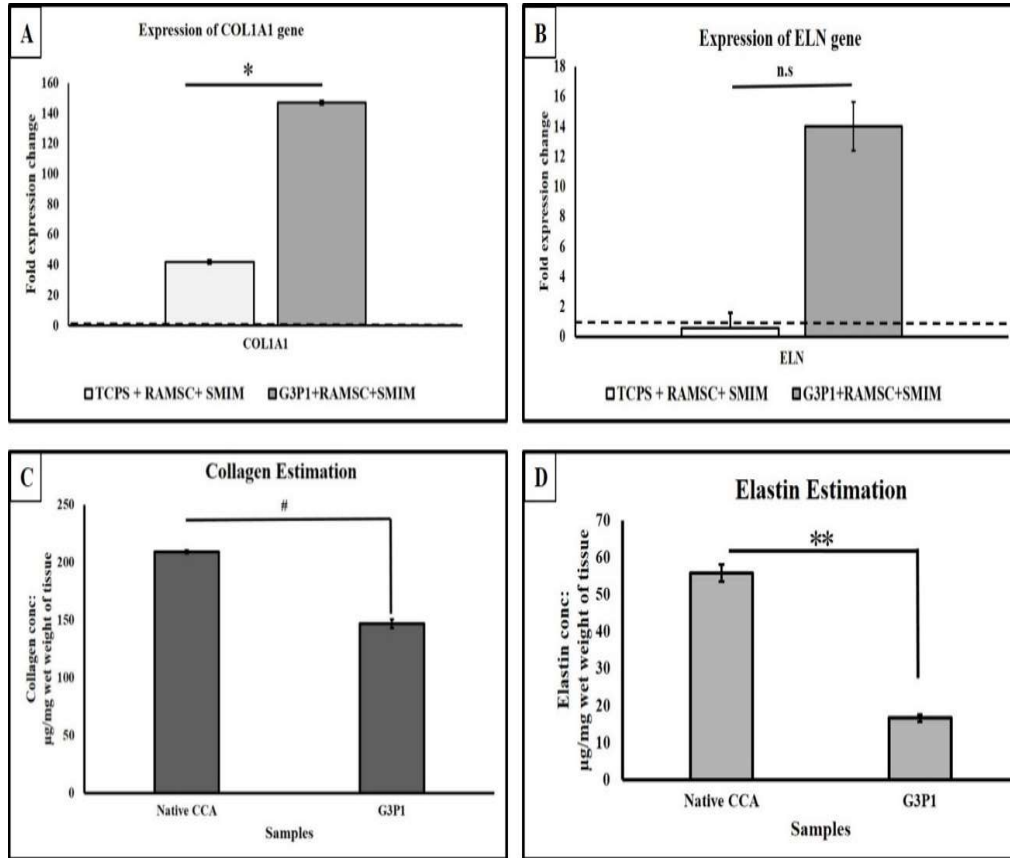 A
Expression of COL1A1 gene
*
Fold expression change
160
140
120
100
80
60
40
20
0
COL1A1
TCPS + RAMSC+ SMIM
G3P1+RAMSC+SMIM
B
Expression of ELN gene
n.s
Fold expression change
18
16
14
12
10
8
6
4
2
0
ELN
TCPS + RAMSC+ SMIM
G3P1+RAMSC+SMIM
C
Collagen Estimation
#
Collagen conc:
µg/mg wet weight of tissue
250
200
150
100
50
0
Native CCA
G3P1
Samples
D
Elastin Estimation
**
Elastin conc:
µg/mg wet weight of tissue
70
60
50
40
30
20
10
0
Native CCA
G3P1
Samples